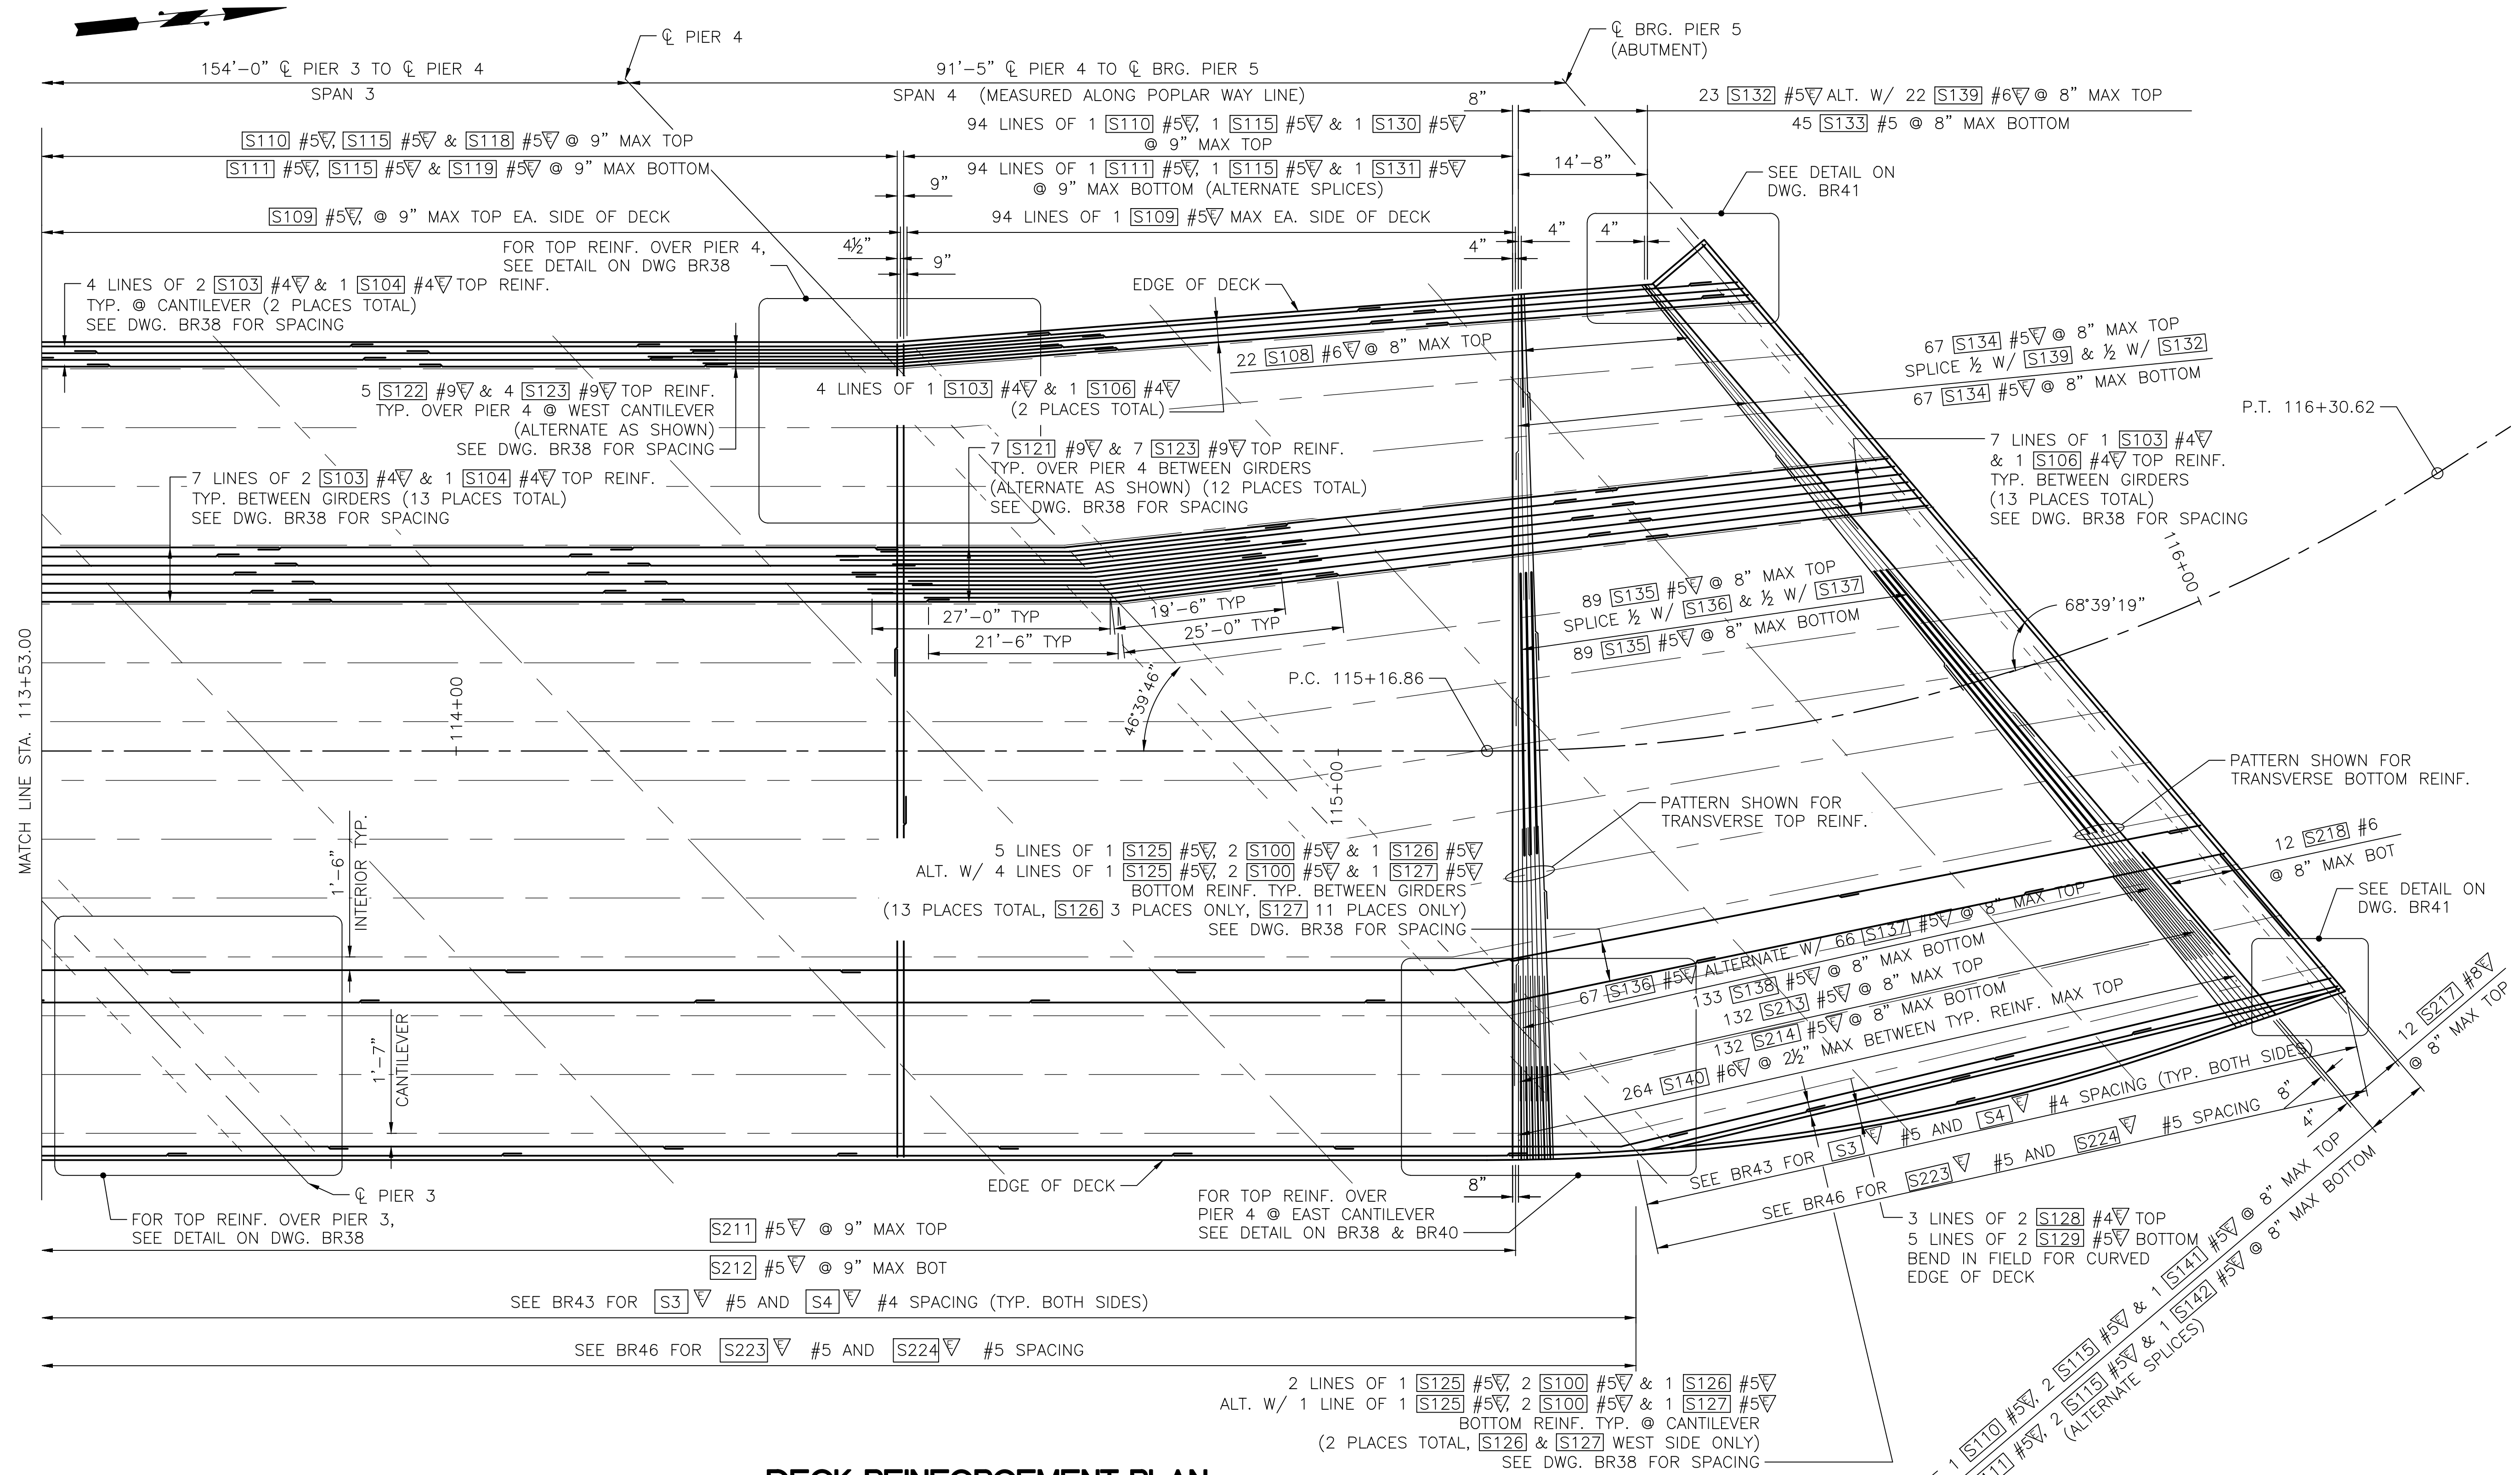 ℄ PIER 4
℄ BRG. PIER 5
(ABUTMENT)
154'-0" ℄ PIER 3 TO ℄ PIER 4
SPAN 3
91'-5" ℄ PIER 4 TO ℄ BRG. PIER 5
SPAN 4 (MEASURED ALONG POPLAR WAY LINE)
8"
23 S132 #5 E ALT. W/ 22 S139 #6 E @ 8" MAX TOP
45 S133 #5 @ 8" MAX BOTTOM
S110 #5 E, S115 #5 E & S118 #5 E @ 9" MAX TOP
S111 #5 E, S115 #5 E & S119 #5 E @ 9" MAX BOTTOM
94 LINES OF 1 S110 #5 E, 1 S115 #5 E & 1 S130 #5 E
@ 9" MAX TOP
94 LINES OF 1 S111 #5 E, 1 S115 #5 E & 1 S131 #5 E
@ 9" MAX BOTTOM (ALTERNATE SPLICES)
9"
14'-8"
SEE DETAIL ON
DWG. BR41
S109 #5 E, @ 9" MAX TOP EA. SIDE OF DECK
94 LINES OF 1 S109 #5 E MAX EA. SIDE OF DECK
4½"
9"
4"
4"
4"
FOR TOP REINF. OVER PIER 4,
SEE DETAIL ON DWG BR38
4 LINES OF 2 S103 #4 E & 1 S104 #4 E TOP REINF.
TYP. @ CANTILEVER (2 PLACES TOTAL)
SEE DWG. BR38 FOR SPACING
EDGE OF DECK
22 S108 #6 E @ 8" MAX TOP
67 S134 #5 E @ 8" MAX TOP
SPLICE ½ W/ S139 & ½ W/ S132
67 S134 #5 E @ 8" MAX BOTTOM
5 S122 #9 E & 4 S123 #9 E TOP REINF.
TYP. OVER PIER 4 @ WEST CANTILEVER
(ALTERNATE AS SHOWN)
SEE DWG. BR38 FOR SPACING
4 LINES OF 1 S103 #4 E & 1 S106 #4 E
(2 PLACES TOTAL)
P.T. 116+30.62
7 S121 #9 E & 7 S123 #9 E TOP REINF.
TYP. OVER PIER 4 BETWEEN GIRDERS
(ALTERNATE AS SHOWN) (12 PLACES TOTAL)
SEE DWG. BR38 FOR SPACING
7 LINES OF 1 S103 #4 E
& 1 S106 #4 E TOP REINF.
TYP. BETWEEN GIRDERS
(13 PLACES TOTAL)
SEE DWG. BR38 FOR SPACING
7 LINES OF 2 S103 #4 E & 1 S104 #4 E TOP REINF.
TYP. BETWEEN GIRDERS (13 PLACES TOTAL)
SEE DWG. BR38 FOR SPACING
116+00
89 S135 #5 E @ 8" MAX TOP
SPLICE ½ W/ S136 & ½ W/ S137
89 S135 #5 E @ 8" MAX BOTTOM
27'-0" TYP
19'-6" TYP
21'-6" TYP
25'-0" TYP
68°39'19"
46°39'46"
P.C. 115+16.86
MATCH LINE STA. 113+53.00
114+00
115+00
PATTERN SHOWN FOR
TRANSVERSE BOTTOM REINF.
PATTERN SHOWN FOR
TRANSVERSE TOP REINF.
1'-6"
INTERIOR TYP.
5 LINES OF 1 S125 #5 E, 2 S100 #5 E & 1 S126 #5 E
ALT. W/ 4 LINES OF 1 S125 #5 E, 2 S100 #5 E & 1 S127 #5 E
BOTTOM REINF. TYP. BETWEEN GIRDERS
(13 PLACES TOTAL, S126 3 PLACES ONLY, S127 11 PLACES ONLY)
SEE DWG. BR38 FOR SPACING
12 S218 #6
@ 8" MAX BOT
SEE DETAIL ON
DWG. BR41
67 S136 #5 E ALTERNATE W/ 66 S137 #5 E @ 8" MAX TOP
133 S138 #5 E @ 8" MAX BOTTOM
132 S213 #5 E @ 8" MAX TOP
132 S214 #5 E @ 8" MAX BOTTOM
264 S140 #6 E @ 2½" MAX BETWEEN TYP. REINF. MAX TOP
12 S217 #8 E
@ 8" MAX TOP
1'-7"
CANTILEVER
SEE BR43 FOR S3 E #5 AND S4 E #4 SPACING (TYP. BOTH SIDES)
SEE BR46 FOR S223 E #5 AND S224 E #5 SPACING
8"
4"
℄ PIER 3
FOR TOP REINF. OVER PIER 3,
SEE DETAIL ON DWG. BR38
EDGE OF DECK
FOR TOP REINF. OVER
PIER 4 @ EAST CANTILEVER
SEE DETAIL ON BR38 & BR40
8"
3 LINES OF 2 S128 #4 E TOP
5 LINES OF 2 S129 #5 E BOTTOM
BEND IN FIELD FOR CURVED
EDGE OF DECK
S211 #5 E @ 9" MAX TOP
S212 #5 E @ 9" MAX BOT
SEE BR43 FOR S3 E #5 AND S4 E #4 SPACING (TYP. BOTH SIDES)
SEE BR46 FOR S223 E #5 AND S224 E #5 SPACING
2 LINES OF 1 S125 #5 E, 2 S100 #5 E & 1 S126 #5 E
ALT. W/ 1 LINE OF 1 S125 #5 E, 2 S100 #5 E & 1 S127 #5 E
BOTTOM REINF. TYP. @ CANTILEVER
(2 PLACES TOTAL, S126 & S127 WEST SIDE ONLY)
SEE DWG. BR38 FOR SPACING
1 S110 #5 E, 2 S115 #5 E & 1 S141 #5 E @ 8" MAX TOP
#5 E, 2 S115 #5 E & 1 S142 #5 E @ 8" MAX BOTTOM
(ALTERNATE SPLICES)
DECK REINFORCEMENT PLAN